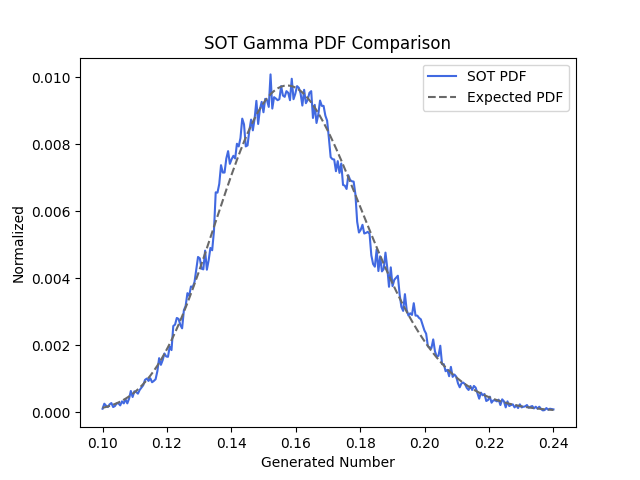 SOT Gamma PDF Comparison
SOT PDF
Expected PDF
Normalized
0.010
0.008
0.006
0.004
0.002
0.000
0.10 0.12 0.14 0.16 0.18 0.20 0.22 0.24
Generated Number